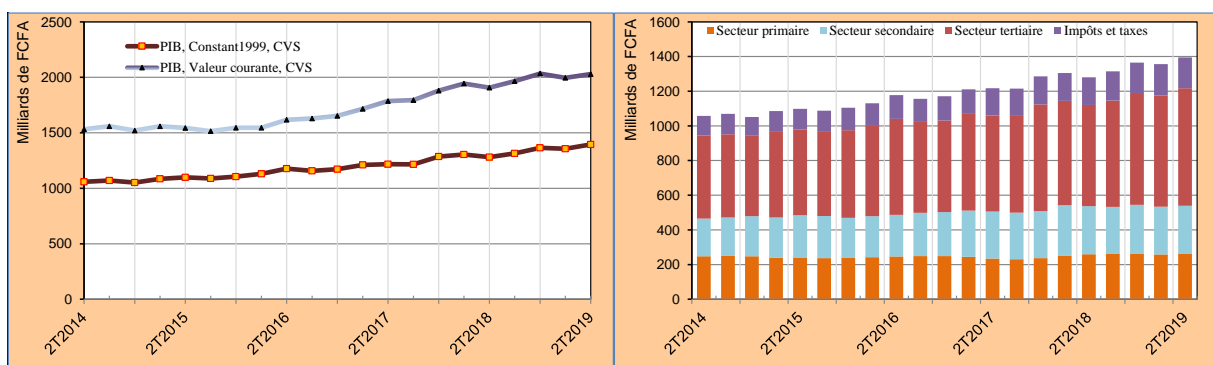 Milliards de FCFA
2500
2000
1500
1000
500
0
PIB, Constant1999, CVS
PIB, Valeur courante, CVS
2T2014
2T2015
2T2016
2T2017
2T2018
2T2019
Milliards de FCFA
1600
1400
1200
1000
800
600
400
200
0
Secteur primaire Secteur secondaire Secteur tertiaire Impôts et taxes
2T2014
2T2015
2T2016
2T2017
2T2018
2T2019